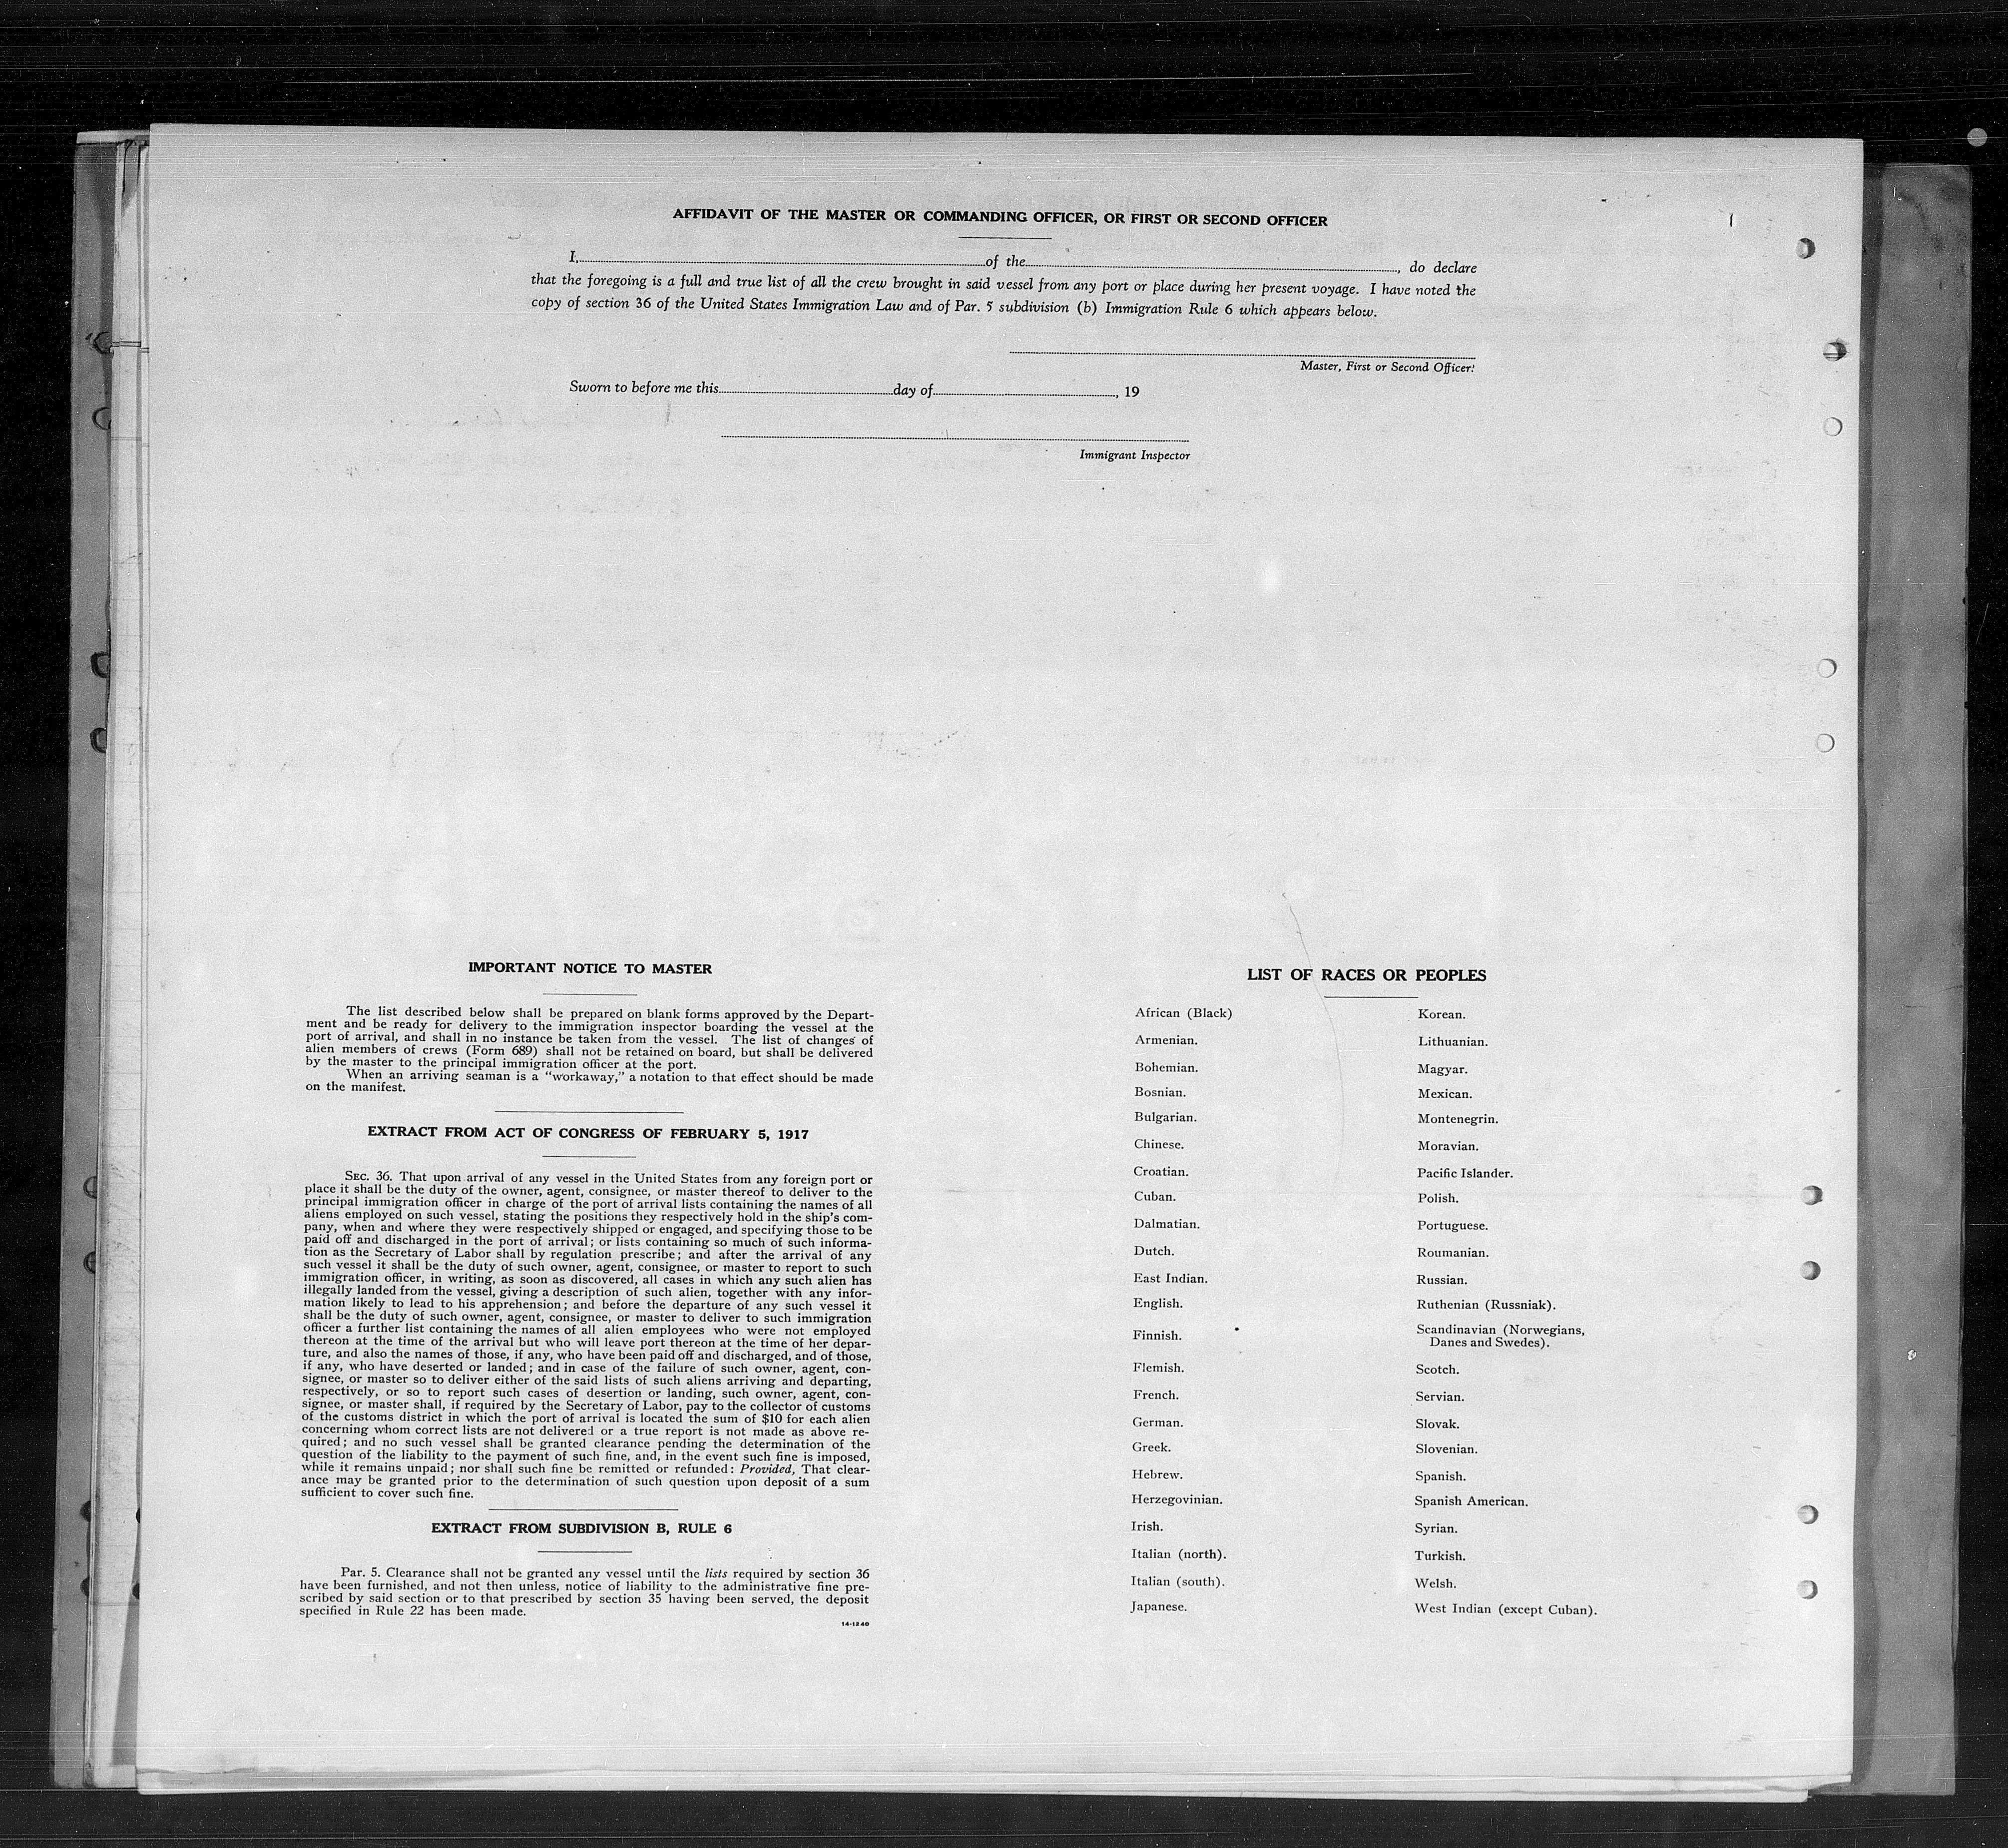 AFFIDAVIT OF THE MASTER OR COMMANDING OFFICER, OR FIRST OR SECOND OFFICER
I, of the , do declare
that the foregoing is a full and true list of all the crew brought in said vessel from any port or place during her present voyage. I have noted the
copy of section 36 of the United States Immigration Law and of Par. 5 subdivision (b) Immigration Rule 6 which appears below.
Master, First or Second Officer.
Sworn to before me this day of , 19
Immigrant Inspector
IMPORTANT NOTICE TO MASTER
The list described below shall be prepared on blank forms approved by the Depart-
ment and be ready for delivery to the immigration inspector boarding the vessel at the
port of arrival, and shall in no instance be taken from the vessel. The list of changes of
alien members of crews (Form 689) shall not be retained on board, but shall be delivered
by the master to the principal immigration officer at the port.
When an arriving seaman is a "workaway," a notation to that effect should be made
on the manifest.
EXTRACT FROM ACT OF CONGRESS OF FEBRUARY 5, 1917
SEC. 36. That upon arrival of any vessel in the United States from any foreign port or
place it shall be the duty of the owner, agent, consignee, or master thereof to deliver to the
principal immigration officer in charge of the port of arrival lists containing the names of all
aliens employed on such vessel, stating the positions they respectively hold in the ship's com-
pany, when and where they were respectively shipped or engaged, and specifying those to be
paid off and discharged in the port of arrival; or lists containing so much of such informa-
tion as the Secretary of Labor shall by regulation prescribe; and after the arrival of any
such vessel it shall be the duty of such owner, agent, consignee, or master to report to such
immigration officer, in writing, as soon as discovered, all cases in which any such alien has
illegally landed from the vessel, giving a description of such alien, together with any infor-
mation likely to lead to his apprehension; and before the departure of any such vessel it
shall be the duty of such owner, agent, consignee, or master to deliver to such immigration
officer a further list containing the names of all alien employees who were not employed
thereon at the time of the arrival but who will leave port thereon at the time of her depar-
ture, and also the names of those, if any, who have been paid off and discharged, and of those,
if any, who have deserted or landed; and in case of the failure of such owner, agent, con-
signee, or master so to deliver either of the said lists of such aliens arriving and departing,
respectively, or so to report such cases of desertion or landing, such owner, agent, con-
signee, or master shall, if required by the Secretary of Labor, pay to the collector of customs
of the customs district in which the port of arrival is located the sum of $10 for each alien
concerning whom correct lists are not delivered or a true report is not made as above re-
quired; and no such vessel shall be granted clearance pending the determination of the
question of the liability to the payment of such fine, and, in the event such fine is imposed,
while it remains unpaid; nor shall such fine be remitted or refunded: Provided, That clear-
ance may be granted prior to the determination of such question upon deposit of a sum
sufficient to cover such fine.
EXTRACT FROM SUBDIVISION B, RULE 6
Par. 5. Clearance shall not be granted any vessel until the lists required by section 36
have been furnished, and not then unless, notice of liability to the administrative fine pre-
scribed by said section or to that prescribed by section 35 having been served, the deposit
specified in Rule 22 has been made.
14-1240
LIST OF RACES OR PEOPLES
African (Black)
Armenian.
Bohemian.
Bosnian.
Bulgarian.
Chinese.
Croatian.
Cuban.
Dalmatian.
Dutch.
East Indian.
English.
Finnish.
Flemish.
French.
German.
Greek.
Hebrew.
Herzegovinian.
Irish.
Italian (north).
Italian (south).
Japanese.
Korean.
Lithuanian.
Magyar.
Mexican.
Montenegrin.
Moravian.
Pacific Islander.
Polish.
Portuguese.
Roumanian.
Russian.
Ruthenian (Russniak).
Scandinavian (Norwegians,
Danes and Swedes).
Scotch.
Servian.
Slovak.
Slovenian.
Spanish.
Spanish American.
Syrian.
Turkish.
Welsh.
West Indian (except Cuban).